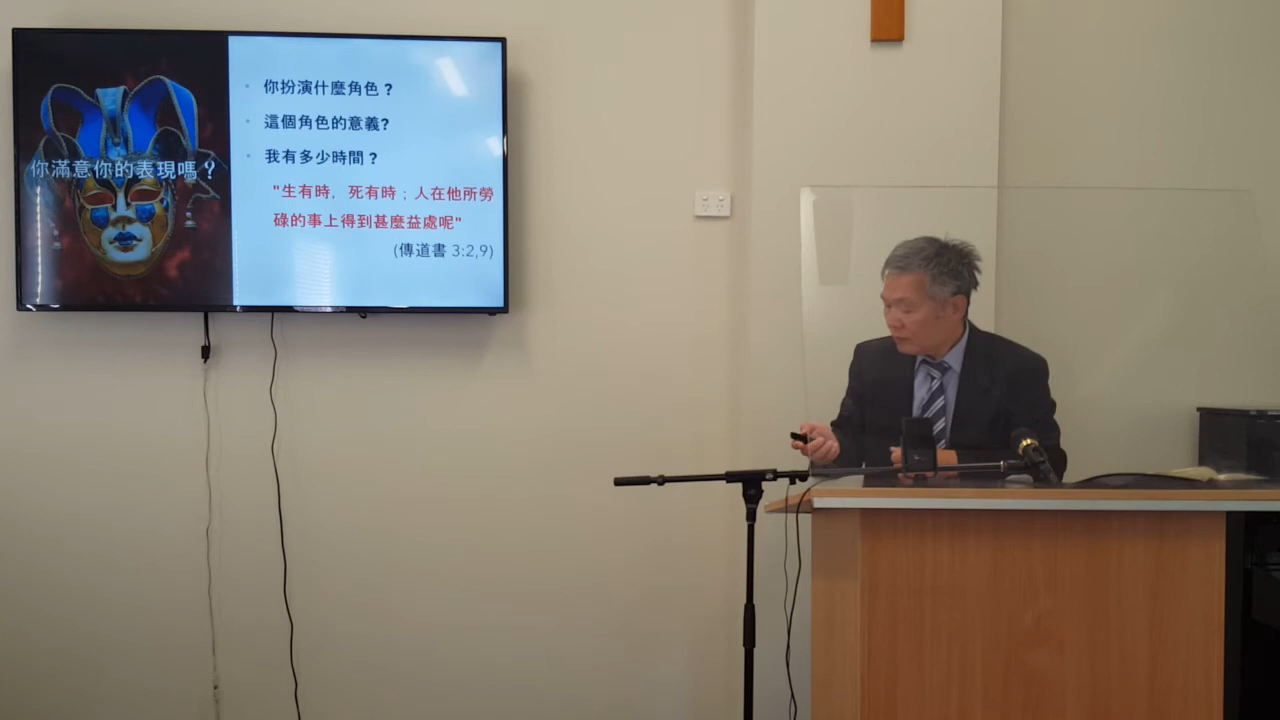 你滿意你的表現嗎？
• 你扮演什麼角色？
• 這個角色的意義?
• 我有多少時間？
"生有時，死有時；人在他所勞
碌的事上得到甚麼益處呢"
(傳道書 3:2,9)